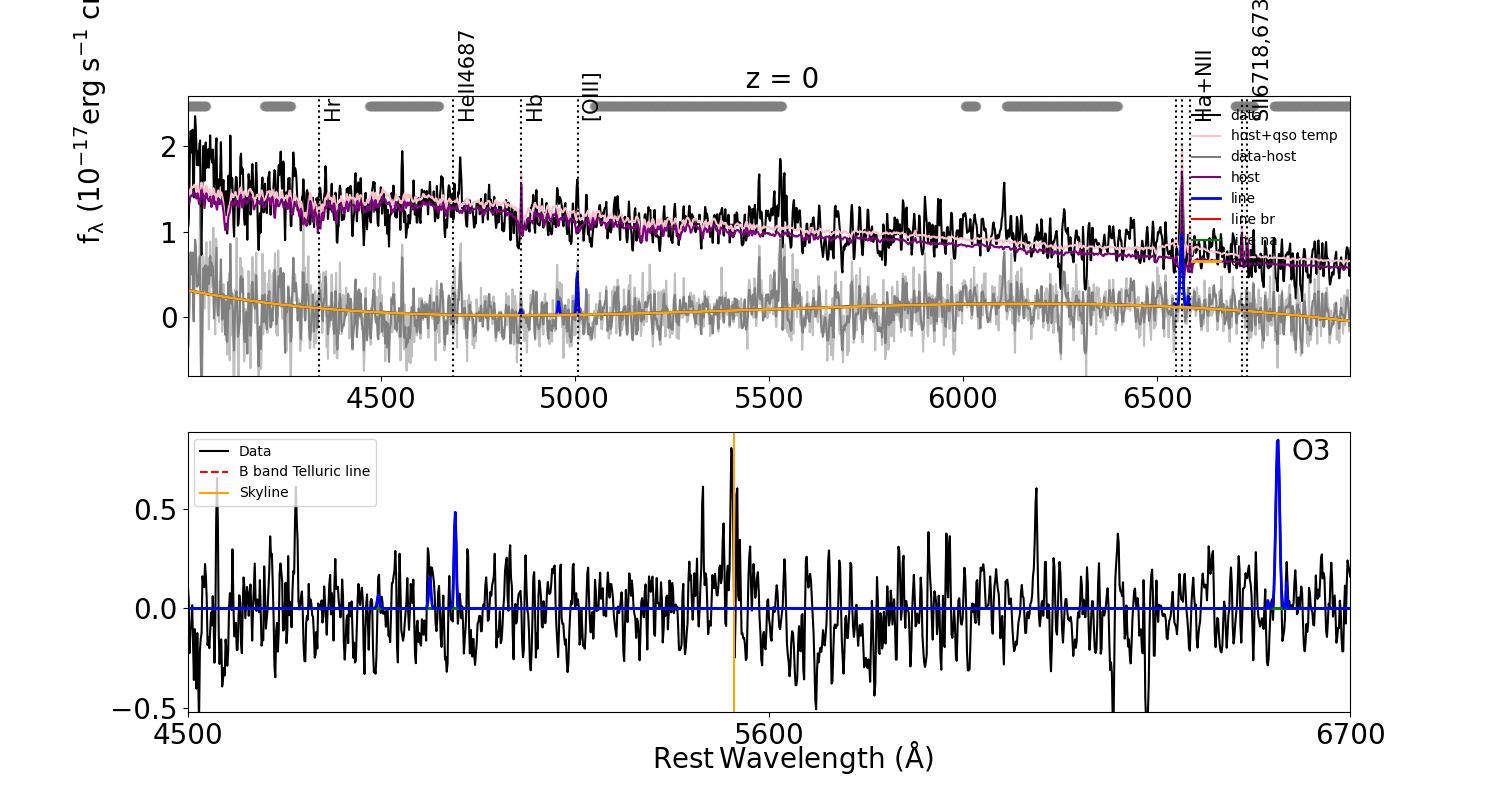 z = 0
f_λ (10^−17 erg s^−1
Hr
HeII4687
Hb
[OIII]
Ha+NII
SII6718,673
data
host+qso temp
data-host
host
line
line br
line na
2
1
0
4500
5000
5500
6000
6500
Data
B band Telluric line
Skyline
O3
0.5
0.0
−0.5
4500
5600
6700
Rest Wavelength (Å)